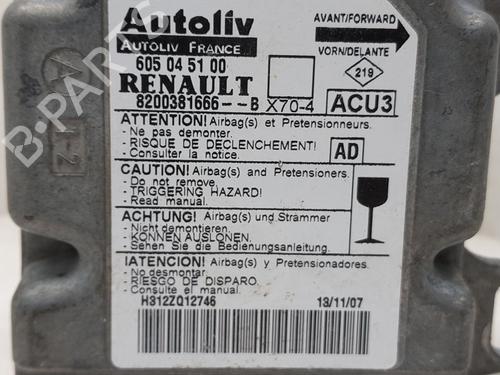 Autoliv
AVANT/FORWARD
AUTOLIV FRANCE
VORN/DELANTE
605 04 51 00
219
RENAULT
8200381666--B X70-4
ACU3
ATTENTION! Airbag(s) et Pretensionneurs.
- Ne pas demonter.
- RISQUE DE DECLENCHEMENT!
- Consulter la notice.
AD
CAUTION! Airbag(s) and Pretensioners.
- Do not remove.
- TRIGGERING HAZARD!
- Read manual.
ACHTUNG! Airbag(s) und Strammer
- Nicht demontieren.
- KÖNNEN AUSLÖNEN.
- Sehen Sie die Bedienungsanleitung.
¡ATENCION! Airbag(s) y Pretensionadores.
- No desmontar.
- RIESGO DE DISPARO.
- Consultar el manual.
H312ZQ12746
13/11/07
B-PARTS